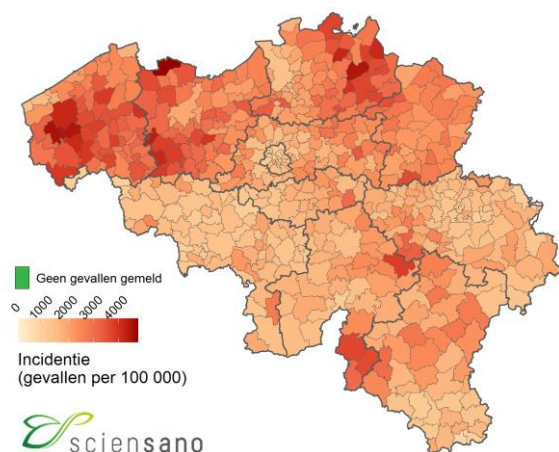 Geen gevallen gemeld
0 1000 2000 3000 4000
Incidentie
(gevallen per 100 000)
sciensano